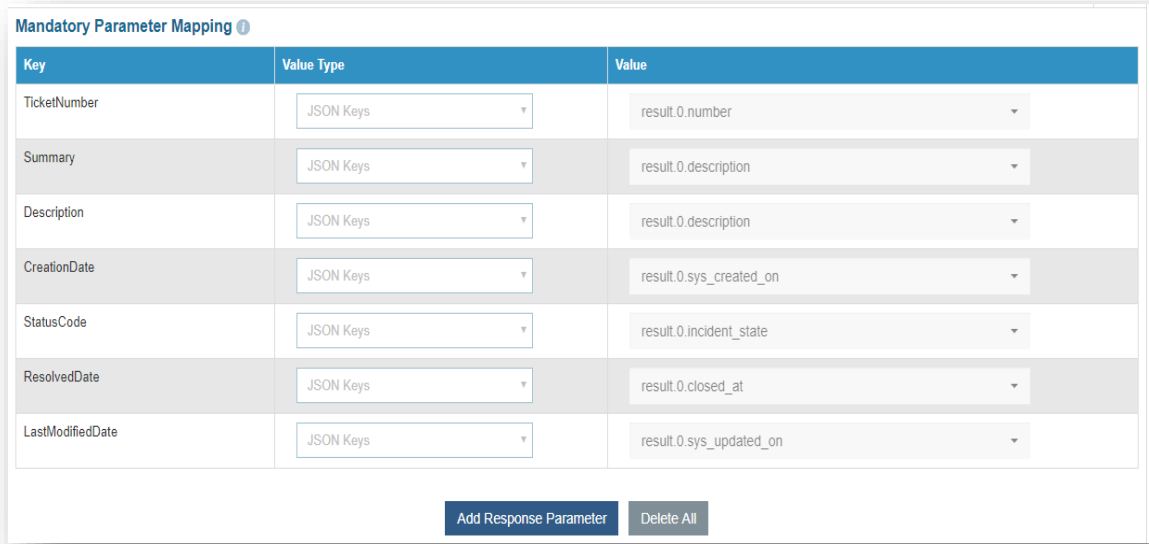 Mandatory Parameter Mapping i
Key Value Type Value
TicketNumber JSON Keys result.0.number
Summary JSON Keys result.0.description
Description JSON Keys result.0.description
CreationDate JSON Keys result.0.sys_created_on
StatusCode JSON Keys result.0.incident_state
ResolvedDate JSON Keys result.0.closed_at
LastModifiedDate JSON Keys result.0.sys_updated_on
Add Response Parameter Delete All